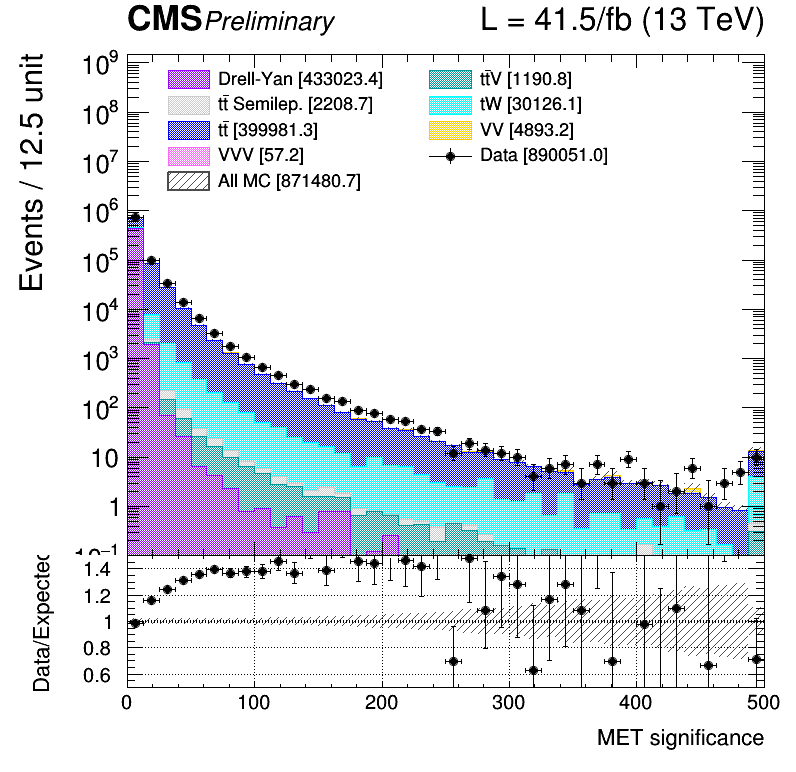 CMS Preliminary L = 41.5/fb (13 TeV)
Events / 12.5 unit
10⁹
10⁸
10⁷
10⁶
10⁵
10⁴
10³
10²
10
1
10⁻¹
Drell-Yan [433023.4]
tt̄ Semilep. [2208.7]
tt̄ [399981.3]
VVV [57.2]
All MC [871480.7]
tt̄V [1190.8]
tW [30126.1]
VV [4893.2]
Data [890051.0]
Data/Expected
1.4
1.2
1
0.8
0.6
0 100 200 300 400 500
MET significance